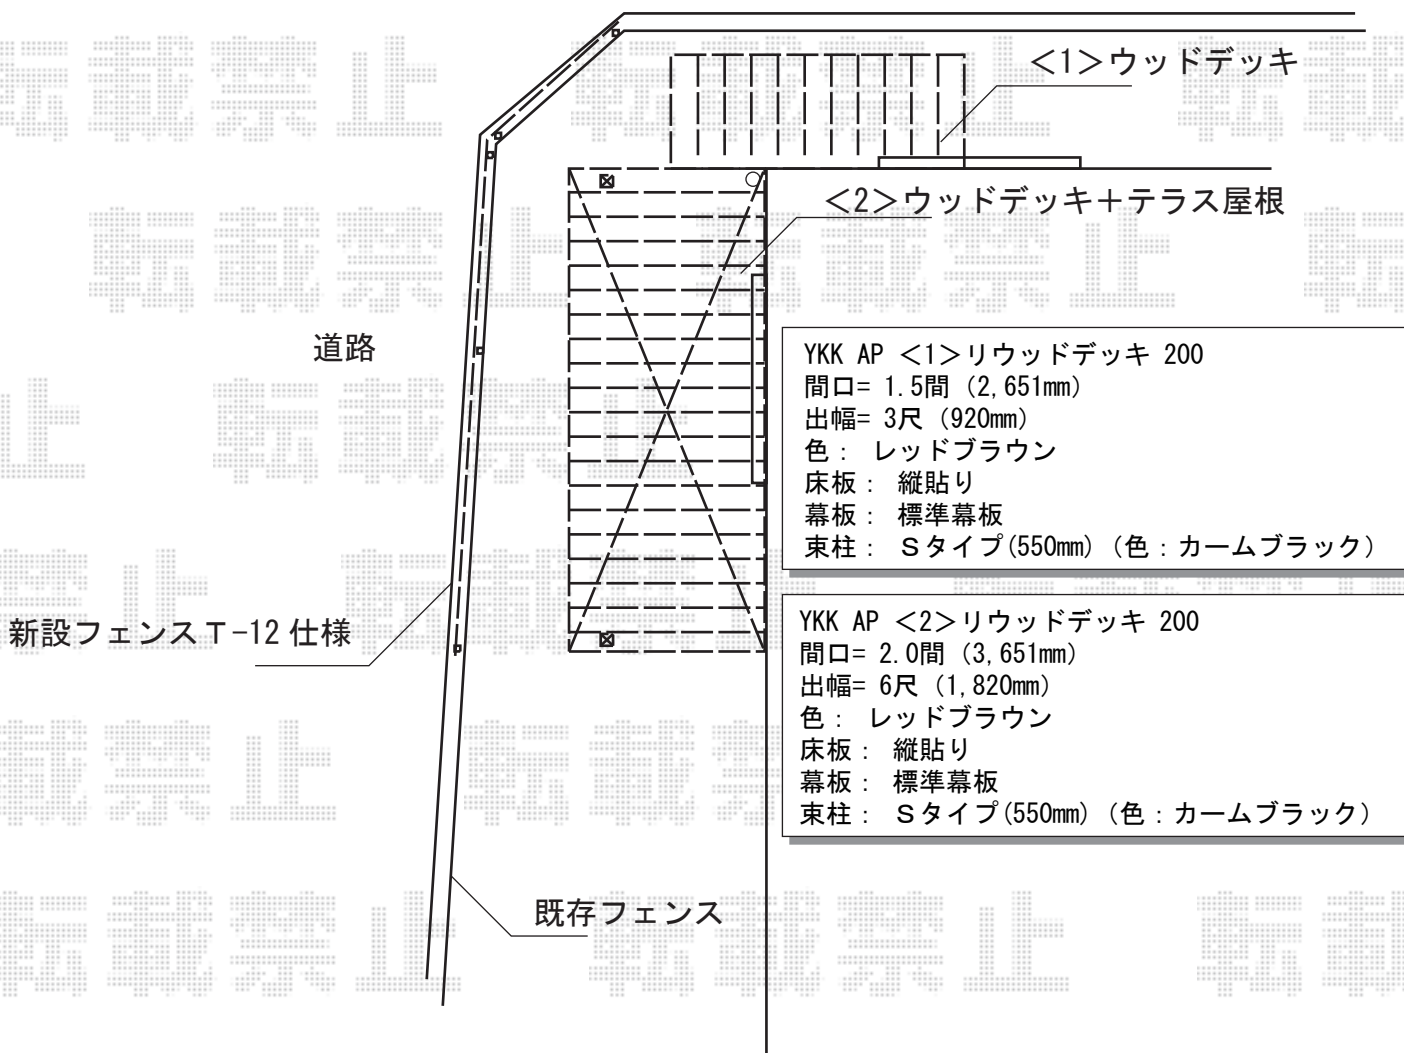 <1>ウッドデッキ
<2>ウッドデッキ＋テラス屋根
道路
YKK AP <1>リウッドデッキ 200
間口= 1.5間（2,651mm）
出幅= 3尺（920mm）
色： レッドブラウン
床板： 縦貼り
幕板： 標準幕板
束柱： Ｓタイプ(550mm)（色：カームブラック）
新設フェンスＴ-12仕様
YKK AP <2>リウッドデッキ 200
間口= 2.0間（3,651mm）
出幅= 6尺（1,820mm）
色： レッドブラウン
床板： 縦貼り
幕板： 標準幕板
束柱： Ｓタイプ(550mm)（色：カームブラック）
既存フェンス
転載禁止